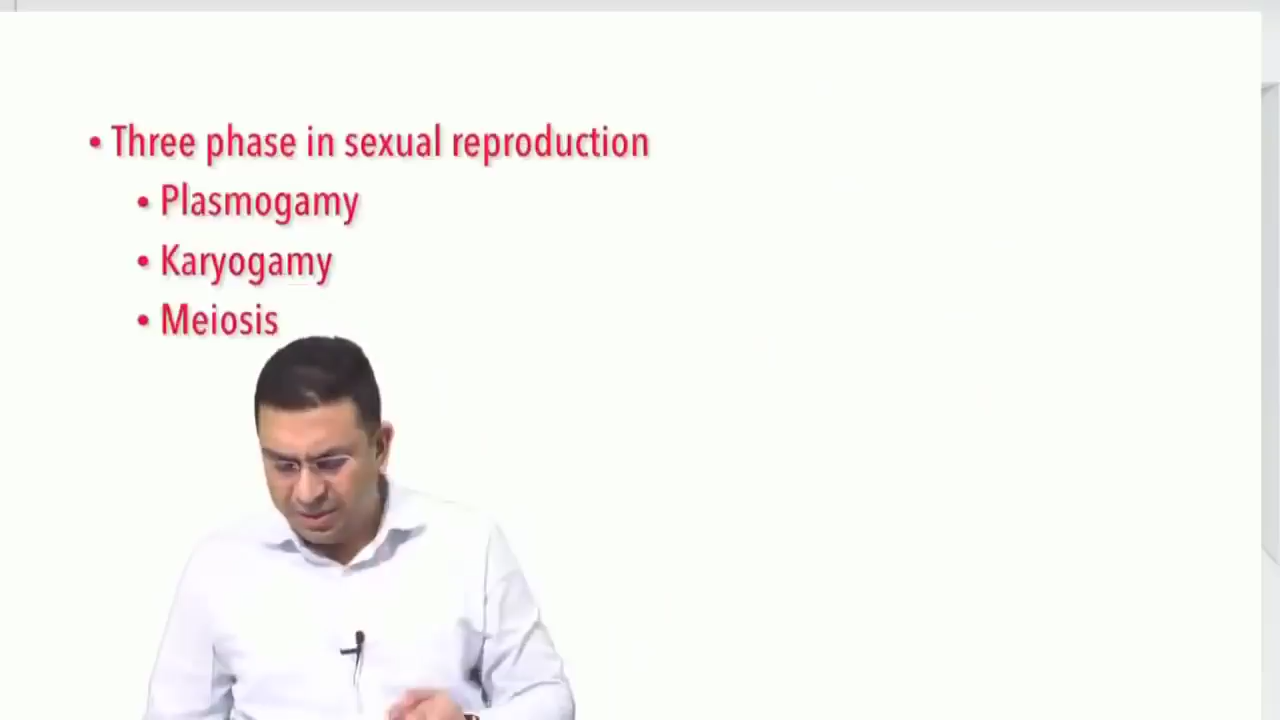 • Three phase in sexual reproduction
• Plasmogamy
• Karyogamy
• Meiosis